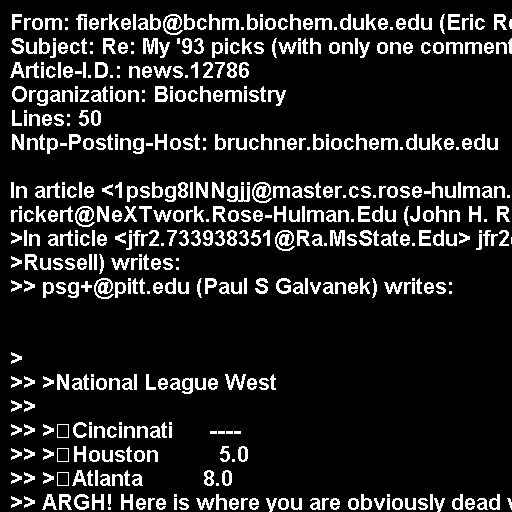 From: fierkelab@bchm.biochem.duke.edu (Eric
Subject: Re: My '93 picks (with only one comment
Article-I.D.: news.12786
Organization: Biochemistry
Lines: 50
Nntp-Posting-Host: bruchner.biochem.duke.edu

In article <1psbg8INNgjj@master.cs.rose-hulman.
rickert@NeXTwork.Rose-Hulman.Edu (John H. R
>In article <jfr2.733938351@Ra.MsState.Edu>
>Russell) writes:
>> psg+@pitt.edu (Paul S Galvanek) writes:

>
>> >National League West
>>
>> >□Cincinnati ----
>> >□Houston 5.0
>> >□Atlanta 8.0
>> ARGH! Here is where you are obviously dead